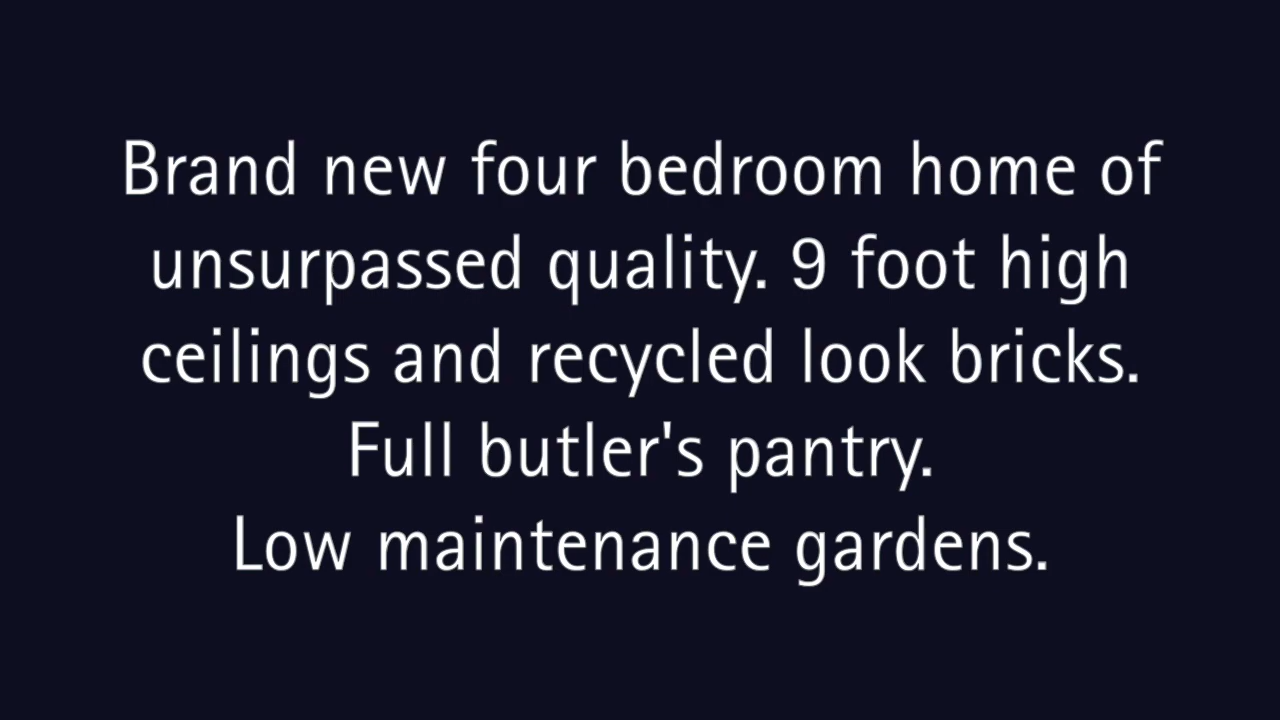 Brand new four bedroom home of
unsurpassed quality. 9 foot high
ceilings and recycled look bricks.
Full butler's pantry.
Low maintenance gardens.